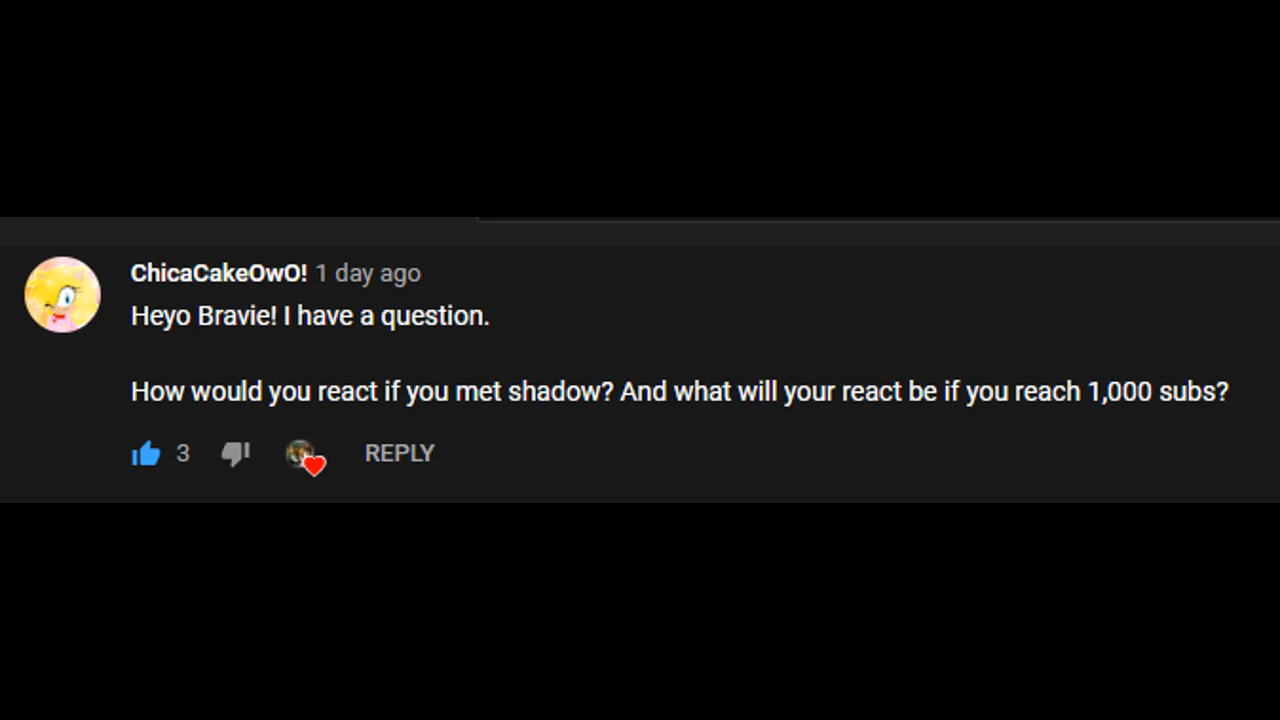 ChicaCakeOwO! 1 day ago
Heyo Bravie! I have a question.
How would you react if you met shadow? And what will your react be if you reach 1,000 subs?
3 REPLY